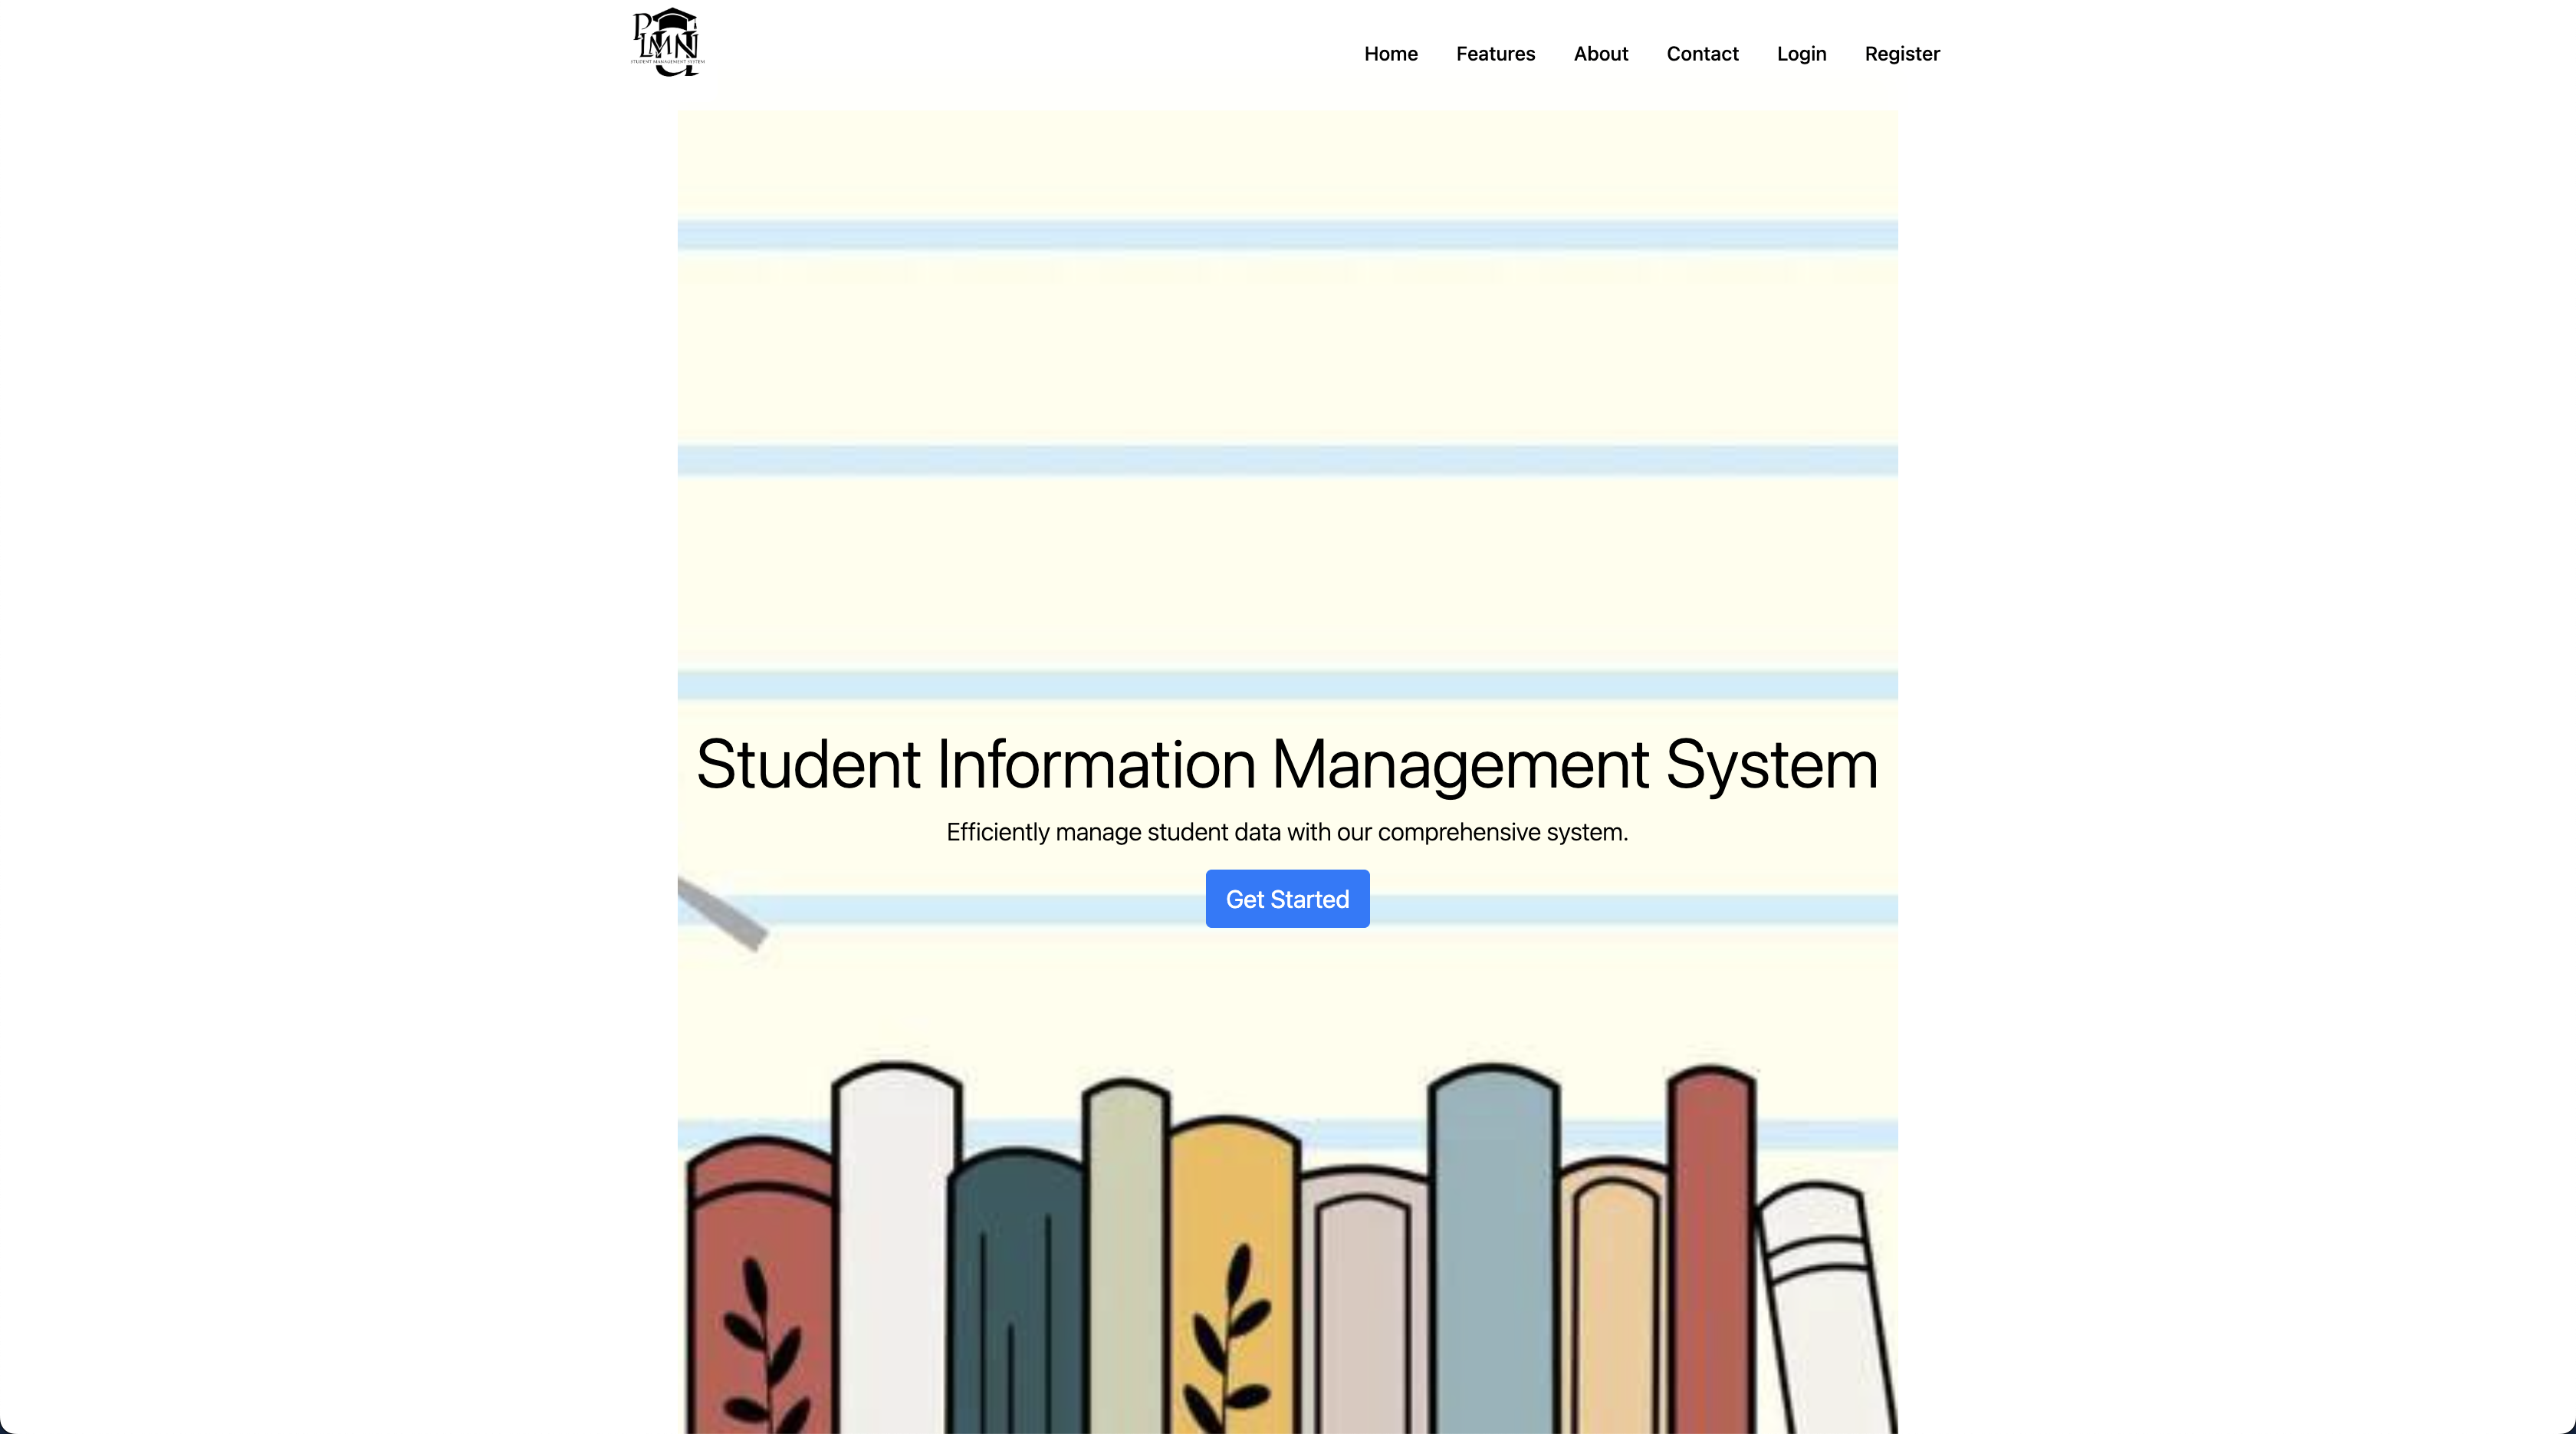 PLMN
STUDENT MANAGEMENT SYSTEM
Home Features About Contact Login Register
Student Information Management System
Efficiently manage student data with our comprehensive system.
Get Started